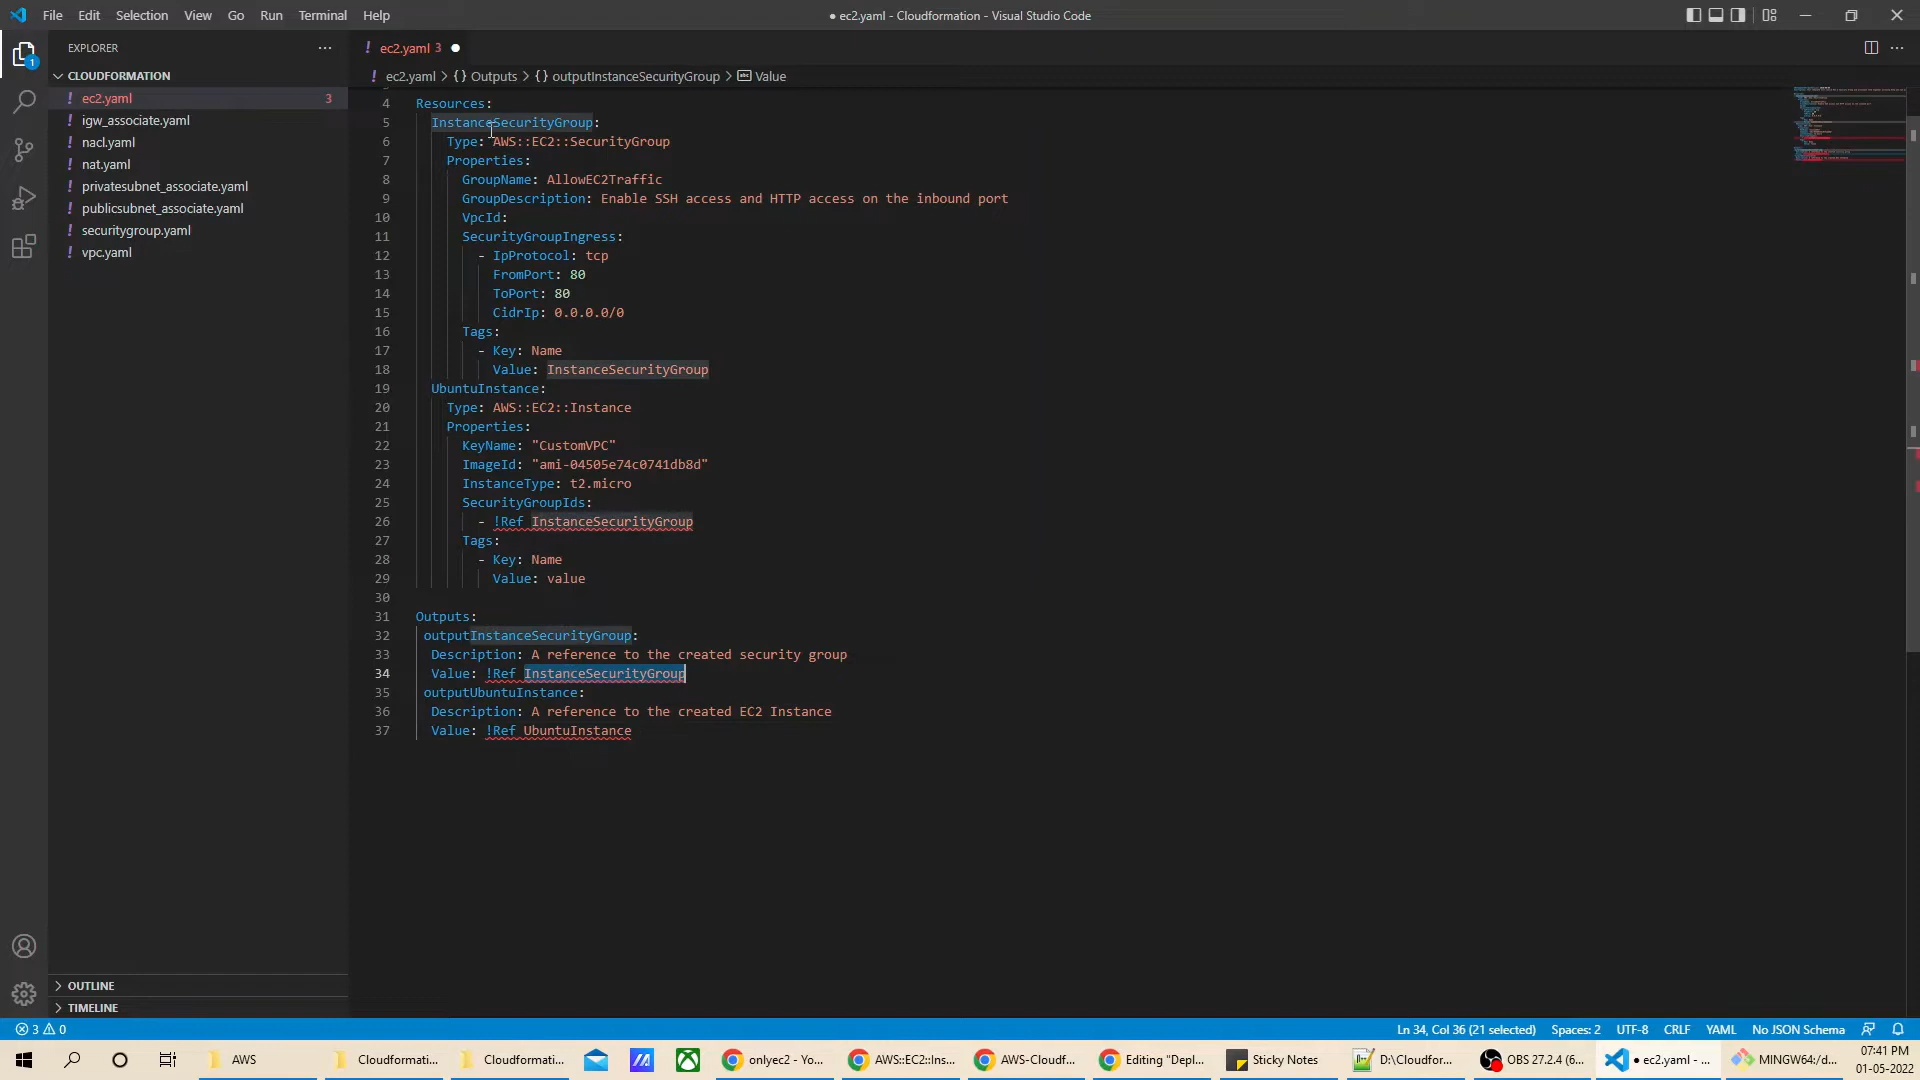 File Edit Selection View Go Run Terminal Help
● ec2.yaml - Cloudformation - Visual Studio Code
EXPLORER
CLOUDFORMATION
! ec2.yaml 3
! igw_associate.yaml
! nacl.yaml
! nat.yaml
! privatesubnet_associate.yaml
! publicsubnet_associate.yaml
! securitygroup.yaml
! vpc.yaml
OUTLINE
TIMELINE
1
! ec2.yaml 3 ●
! ec2.yaml > {} Outputs > {} outputInstanceSecurityGroup > Value
4 Resources:
5 InstanceSecurityGroup:
6 Type: AWS::EC2::SecurityGroup
7 Properties:
8 GroupName: AllowEC2Traffic
9 GroupDescription: Enable SSH access and HTTP access on the inbound port
10 VpcId:
11 SecurityGroupIngress:
12 - IpProtocol: tcp
13 FromPort: 80
14 ToPort: 80
15 CidrIp: 0.0.0.0/0
16 Tags:
17 - Key: Name
18 Value: InstanceSecurityGroup
19 UbuntuInstance:
20 Type: AWS::EC2::Instance
21 Properties:
22 KeyName: "CustomVPC"
23 ImageId: "ami-04505e74c0741db8d"
24 InstanceType: t2.micro
25 SecurityGroupIds:
26 - !Ref InstanceSecurityGroup
27 Tags:
28 - Key: Name
29 Value: value
30
31 Outputs:
32 outputInstanceSecurityGroup:
33 Description: A reference to the created security group
34 Value: !Ref InstanceSecurityGroup
35 outputUbuntuInstance:
36 Description: A reference to the created EC2 Instance
37 Value: !Ref UbuntuInstance
3 0
Ln 34, Col 36 (21 selected) Spaces: 2 UTF-8 CRLF YAML No JSON Schema
AWS
Cloudformati...
Cloudformati...
onlyec2 - Yo...
AWS::EC2::Ins...
AWS-Cloudf...
Editing "Depl...
Sticky Notes
D:\Cloudfor...
OBS 27.2.4 (6...
● ec2.yaml - ...
MINGW64:/d...
07:41 PM
01-05-2022